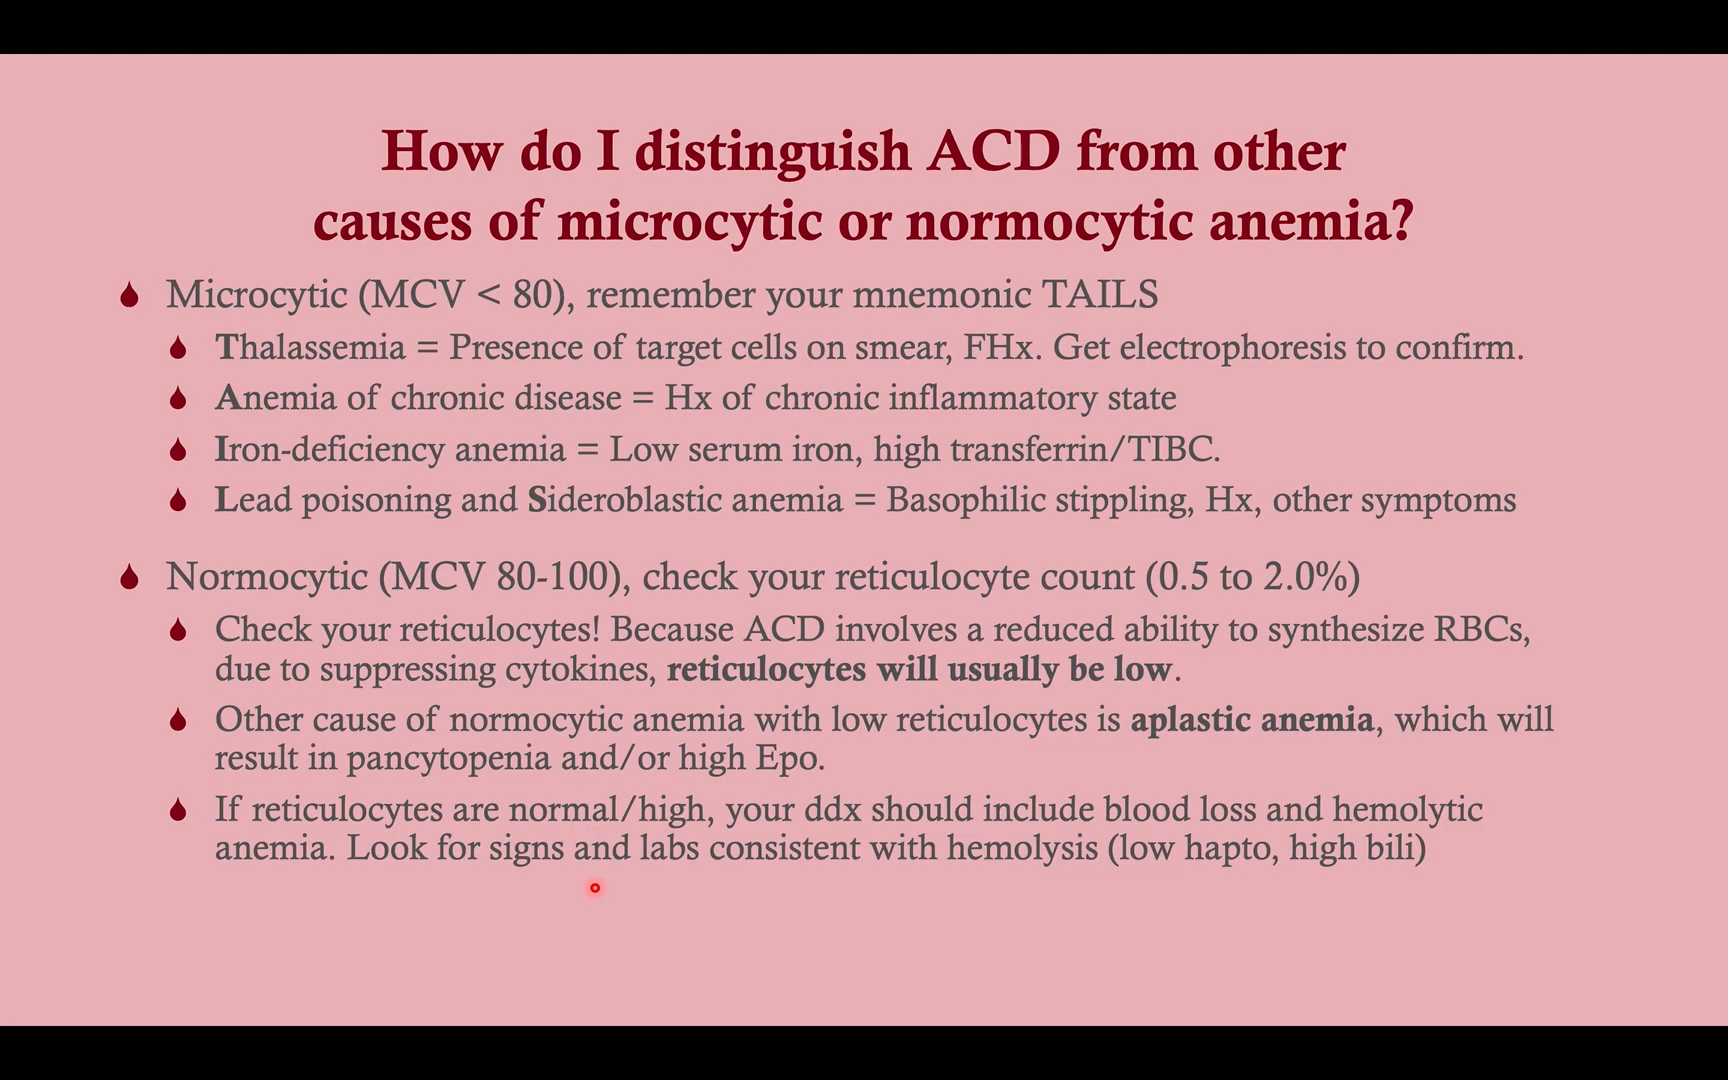 How do I distinguish ACD from other
causes of microcytic or normocytic anemia?
Microcytic (MCV < 80), remember your mnemonic TAILS
Thalassemia = Presence of target cells on smear, FHx. Get electrophoresis to confirm.
Anemia of chronic disease = Hx of chronic inflammatory state
Iron-deficiency anemia = Low serum iron, high transferrin/TIBC.
Lead poisoning and Sideroblastic anemia = Basophilic stippling, Hx, other symptoms
Normocytic (MCV 80-100), check your reticulocyte count (0.5 to 2.0%)
Check your reticulocytes! Because ACD involves a reduced ability to synthesize RBCs,
due to suppressing cytokines, reticulocytes will usually be low.
Other cause of normocytic anemia with low reticulocytes is aplastic anemia, which will
result in pancytopenia and/or high Epo.
If reticulocytes are normal/high, your ddx should include blood loss and hemolytic
anemia. Look for signs and labs consistent with hemolysis (low hapto, high bili)